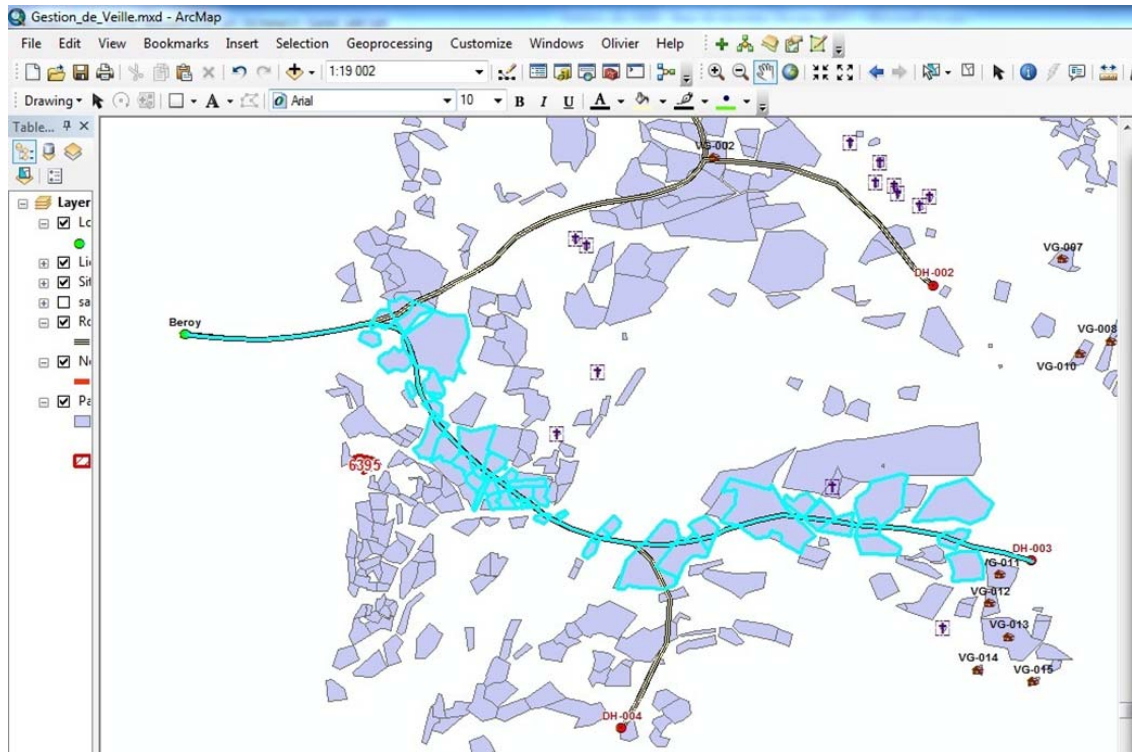 Gestion_de_Veille.mxd - ArcMap
File Edit View Bookmarks Insert Selection Geoprocessing Customize Windows Olivier Help
1:19 002
Drawing A Arial 10 B I U A
Table...
Layer
Lo
Lie
Sit
sa
Ro
No
Pa
VG-002
VG-007
DH-002
Beroy
VG-008
VG-010
6395
DH-003
VG-011
VG-012
VG-013
VG-014
VG-015
DH-004